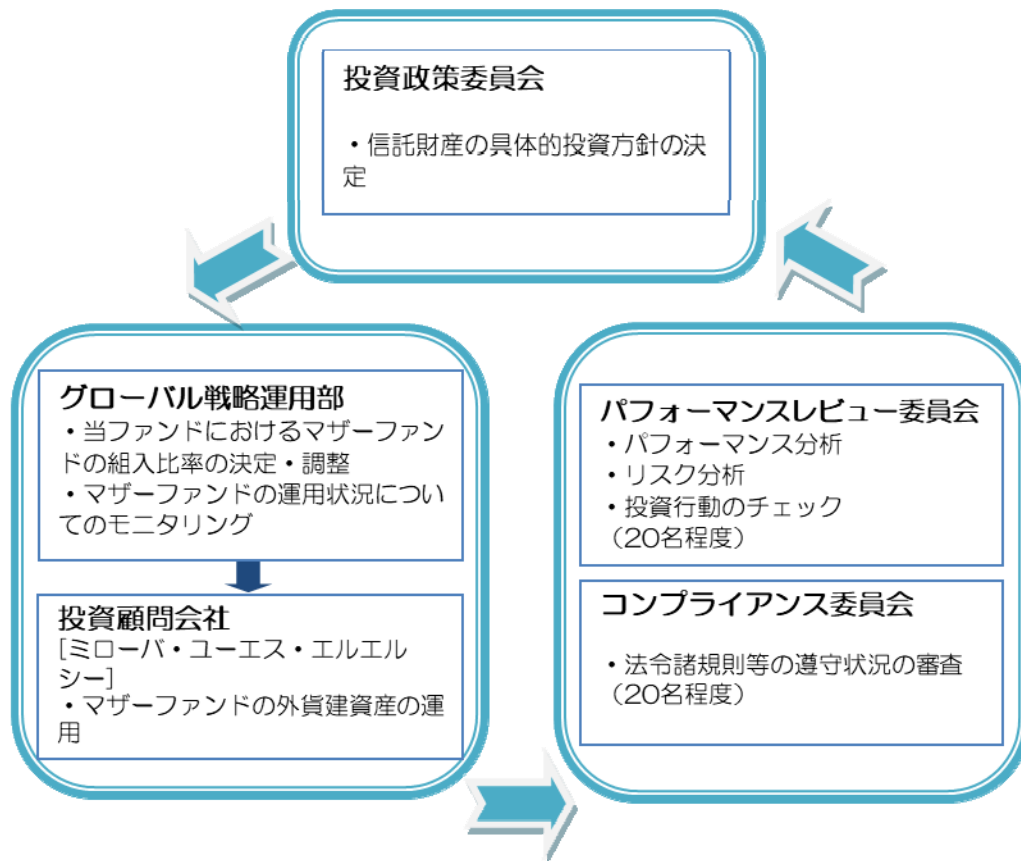 投資政策委員会
・信託財産の具体的投資方針の決
定
グローバル戦略運用部
・当ファンドにおけるマザーファン
ドの組入比率の決定・調整
・マザーファンドの運用状況につい
てのモニタリング
投資顧問会社
[ミローバ・ユーエス・エルエル
シー]
・マザーファンドの外貨建資産の運
用
パフォーマンスレビュー委員会
・パフォーマンス分析
・リスク分析
・投資行動のチェック
（20名程度）
コンプライアンス委員会
・法令諸規則等の遵守状況の審査
（20名程度）